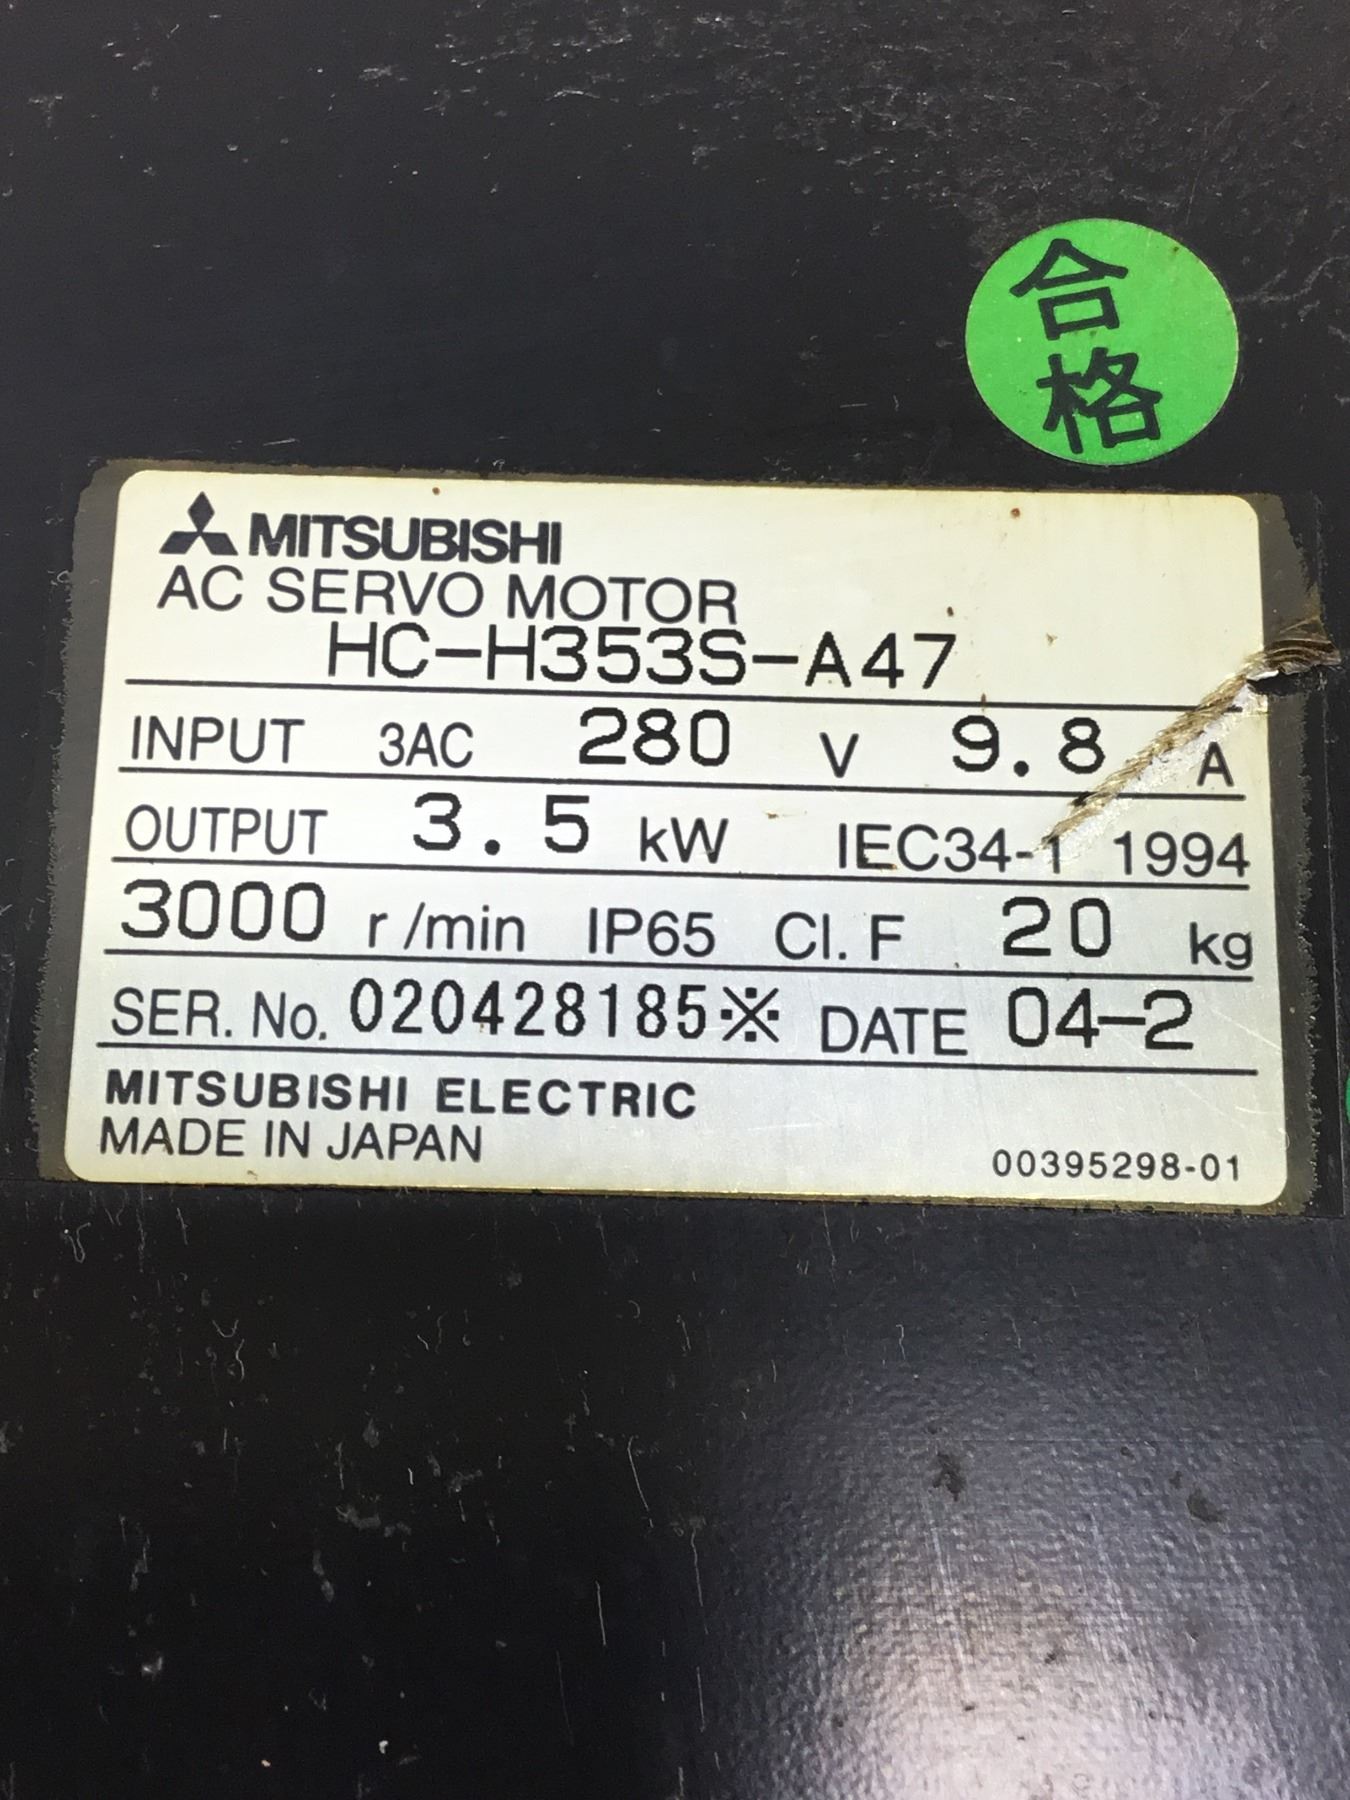 合
格
MITSUBISHI
AC SERVO MOTOR
HC-H353S-A47
INPUT 3AC 280 V 9.8 A
OUTPUT 3.5 kW IEC34-1 1994
3000 r/min IP65 Cl. F 20 kg
SER. No. 020428185※ DATE 04-2
MITSUBISHI ELECTRIC
MADE IN JAPAN
00395298-01